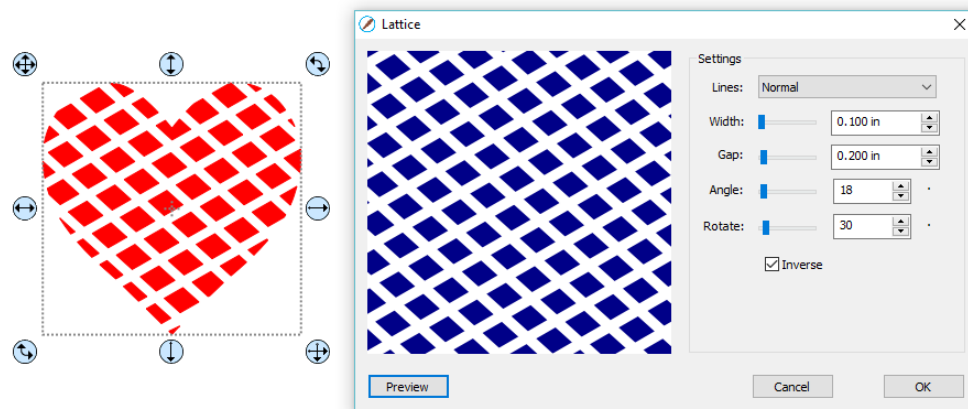 Lattice
Settings
Lines: Normal
Width: 0.100 in
Gap: 0.200 in
Angle: 18
Rotate: 30
Inverse
Preview Cancel OK